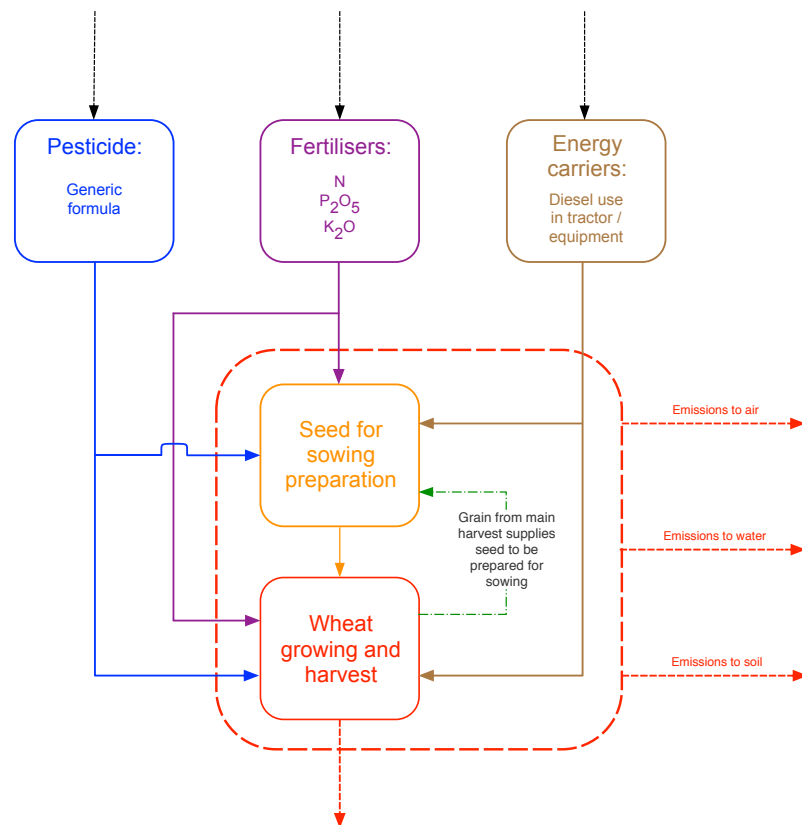 Pesticide:
Generic
formula
Fertilisers:
N
P₂O₅
K₂O
Energy
carriers:
Diesel use
in tractor /
equipment
Seed for
sowing
preparation
Emissions to air
Grain from main
harvest supplies
seed to be
prepared for
sowing
Emissions to water
Wheat
growing and
harvest
Emissions to soil